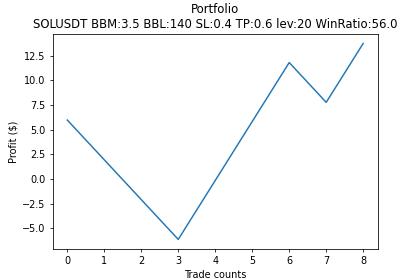 Portfolio
SOLUSDT BBM:3.5 BBL:140 SL:0.4 TP:0.6 lev:20 WinRatio:56.0
12.5
10.0
7.5
5.0
2.5
0.0
−2.5
−5.0
Profit ($)
0 1 2 3 4 5 6 7 8
Trade counts